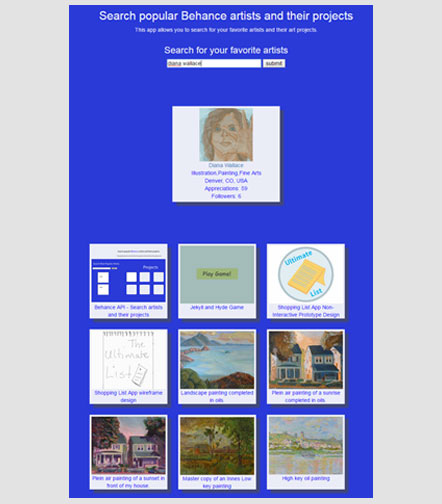 Search popular Behance artists and their projects
This app allows you to search for your favorite artists and their art projects.
Search for your favorite artists
diana wallace submit
Diana Wallace
Illustration,Painting,Fine Arts
Denver, CO, USA
Appreciations: 59
Followers: 6
Projects
Behance API - Search artists
and their projects
Play Game!
Jekyll and Hyde Game
Ultimate
List
Shopping List App Non-
Interactive Prototype Design
The
Ultimate
List
Shopping List App wireframe
design
Landscape painting completed
in oils
Plein air painting of a sunrise
completed in oils
Plein air painting of a sunset in
front of my house
Master copy of an Innes Low
key painting
High key oil painting